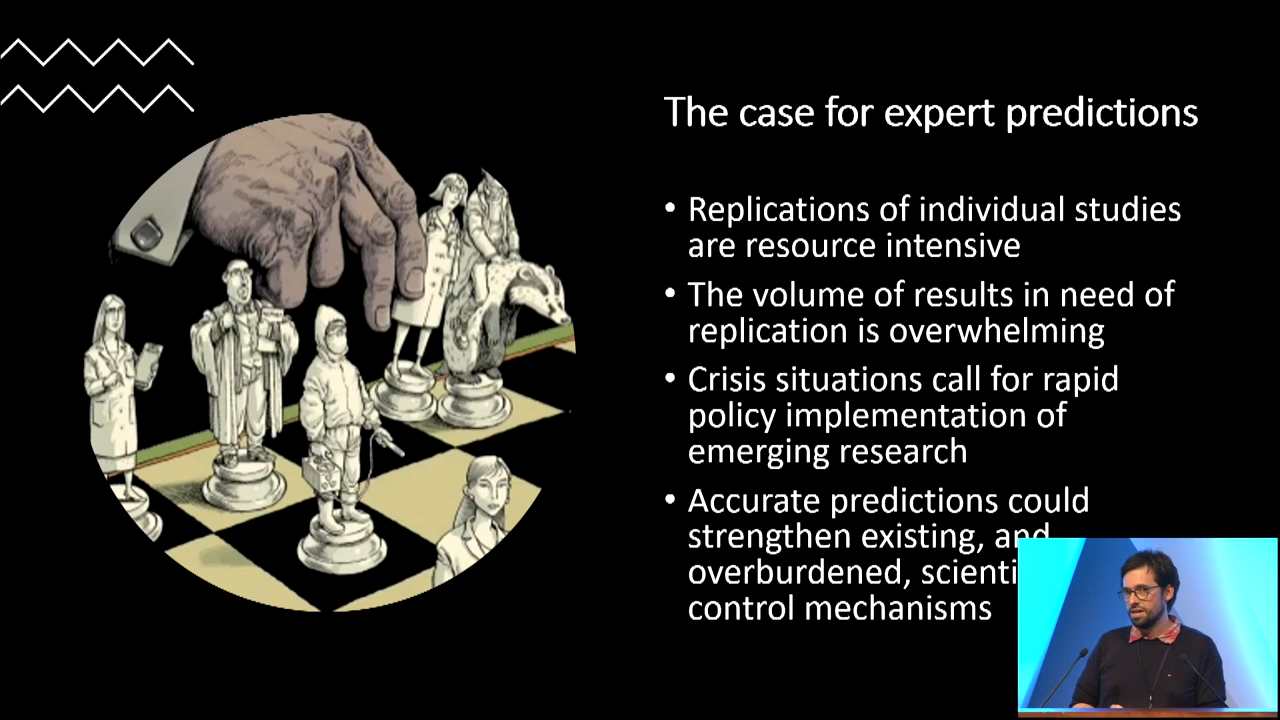 The case for expert predictions
• Replications of individual studies
are resource intensive
• The volume of results in need of
replication is overwhelming
• Crisis situations call for rapid
policy implementation of
emerging research
• Accurate predictions could
strengthen existing, and
overburdened,
control mechanisms